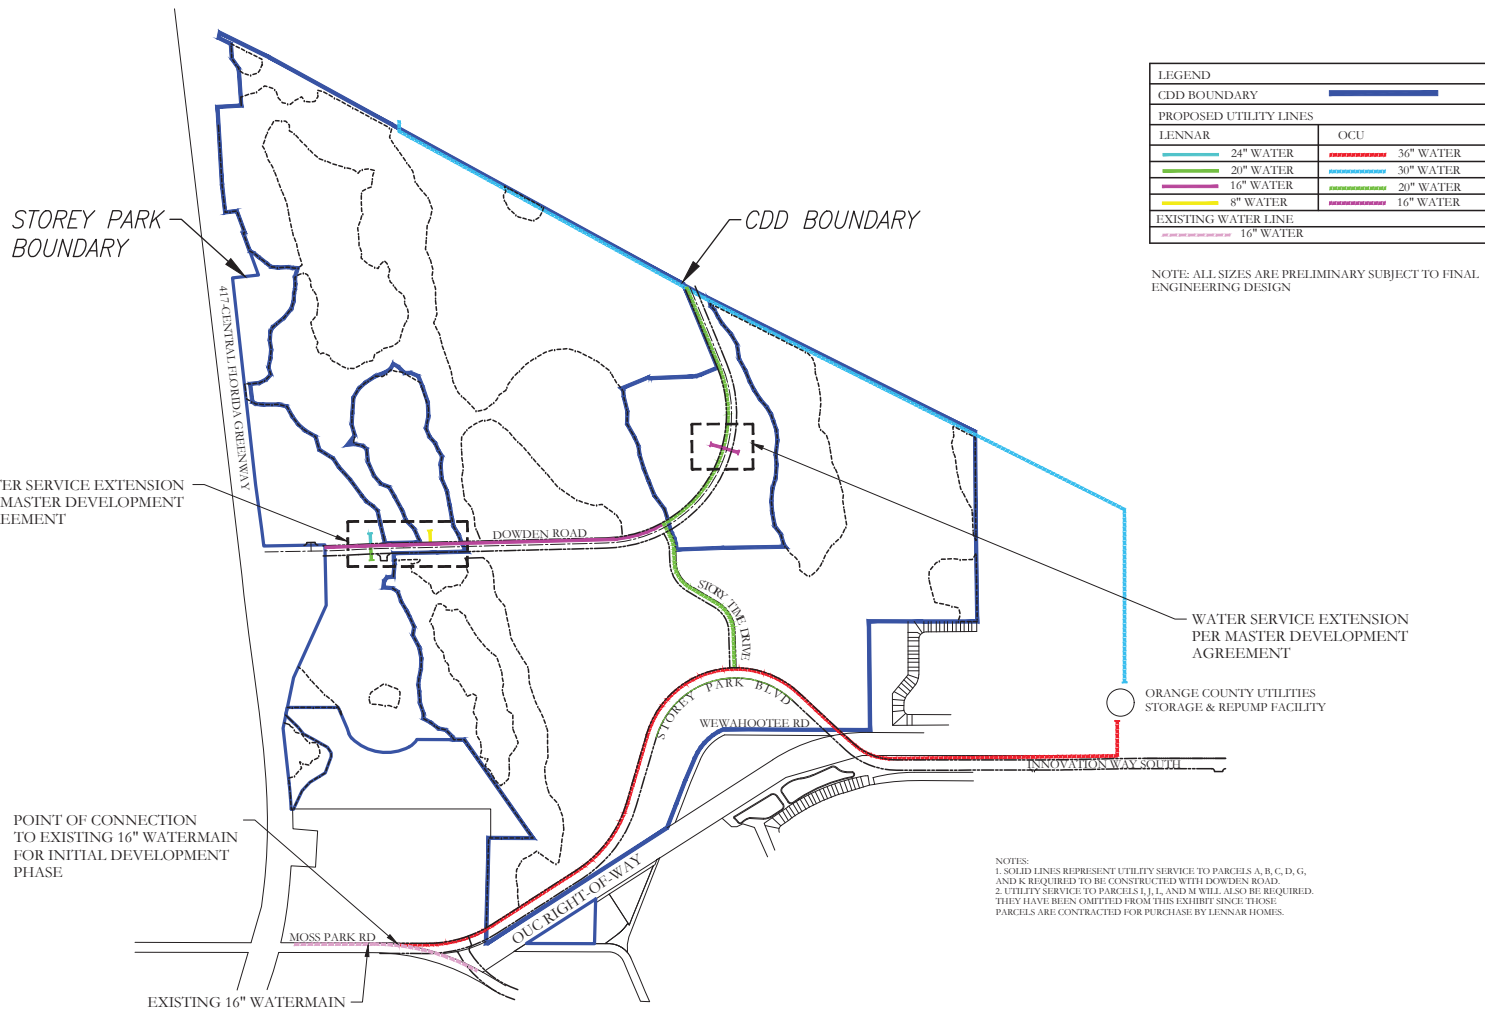 LEGEND
CDD BOUNDARY
PROPOSED UTILITY LINES
LENNAR OCU
24" WATER 36" WATER
20" WATER 30" WATER
16" WATER 20" WATER
8" WATER 16" WATER
EXISTING WATER LINE
16" WATER
NOTE: ALL SIZES ARE PRELIMINARY SUBJECT TO FINAL
ENGINEERING DESIGN
STOREY PARK
BOUNDARY
CDD BOUNDARY
417-CENTRAL FLORIDA GREENWAY
TER SERVICE EXTENSION
MASTER DEVELOPMENT
EEMENT
DOWDEN ROAD
STORY TIME DRIVE
WATER SERVICE EXTENSION
PER MASTER DEVELOPMENT
AGREEMENT
ORANGE COUNTY UTILITIES
STORAGE & REPUMP FACILITY
STOREY PARK BLVD
WEWAHOOTEE RD
INNOVATION WAY SOUTH
POINT OF CONNECTION
TO EXISTING 16" WATERMAIN
FOR INITIAL DEVELOPMENT
PHASE
OUC RIGHT-OF-WAY
MOSS PARK RD
EXISTING 16" WATERMAIN
NOTES:
1. SOLID LINES REPRESENT UTILITY SERVICE TO PARCELS A, B, C, D, G,
AND K REQUIRED TO BE CONSTRUCTED WITH DOWDEN ROAD.
2. UTILITY SERVICE TO PARCELS I, J, L, AND M WILL ALSO BE REQUIRED.
THEY HAVE BEEN OMITTED FROM THIS EXHIBIT SINCE THOSE
PARCELS ARE CONTRACTED FOR PURCHASE BY LENNAR HOMES.